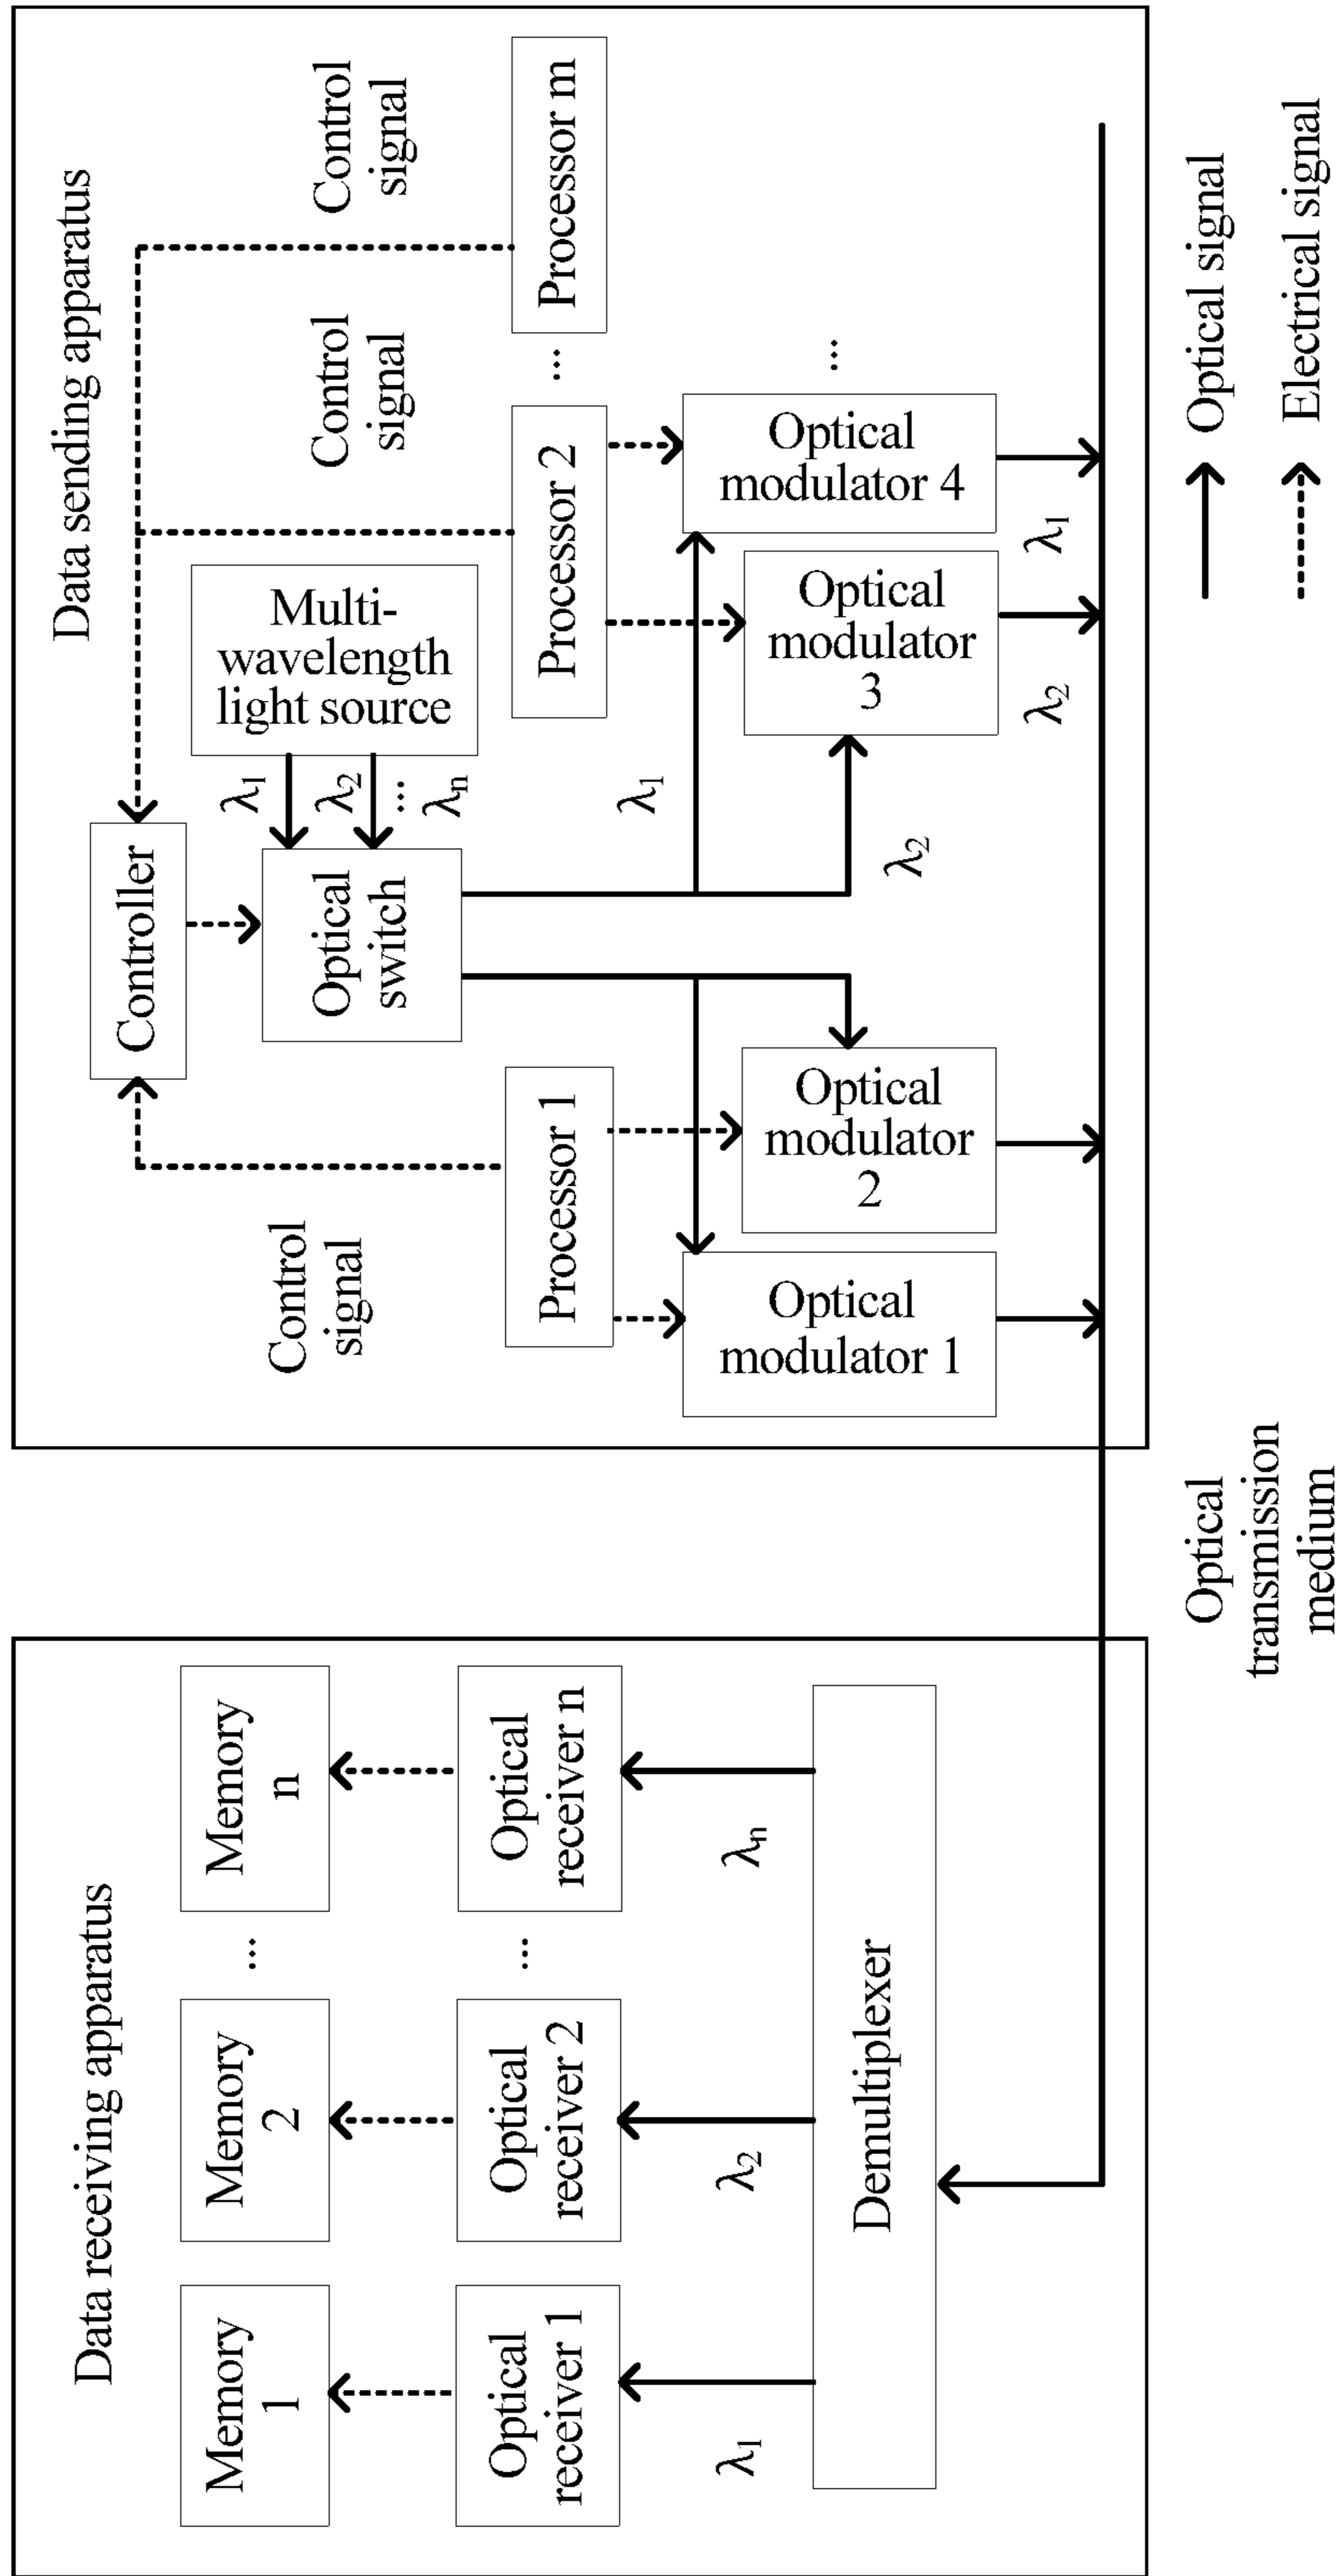 Data receiving apparatus
Memory
1
Memory
2
...
Memory
n
Optical
receiver 1
Optical
receiver 2
...
Optical
receiver n
λ1
λ2
λn
Demultiplexer
Optical
transmission
medium
Data sending apparatus
Controller
Control
signal
Control
signal
Control
signal
Optical
switch
λ1
λ2
...
λn
Multi-
wavelength
light source
Processor 1
Processor 2
...
Processor m
λ1
λ2
Optical
modulator 1
Optical
modulator
2
Optical
modulator
3
Optical
modulator 4
...
λ2
λ1
Optical signal
Electrical signal